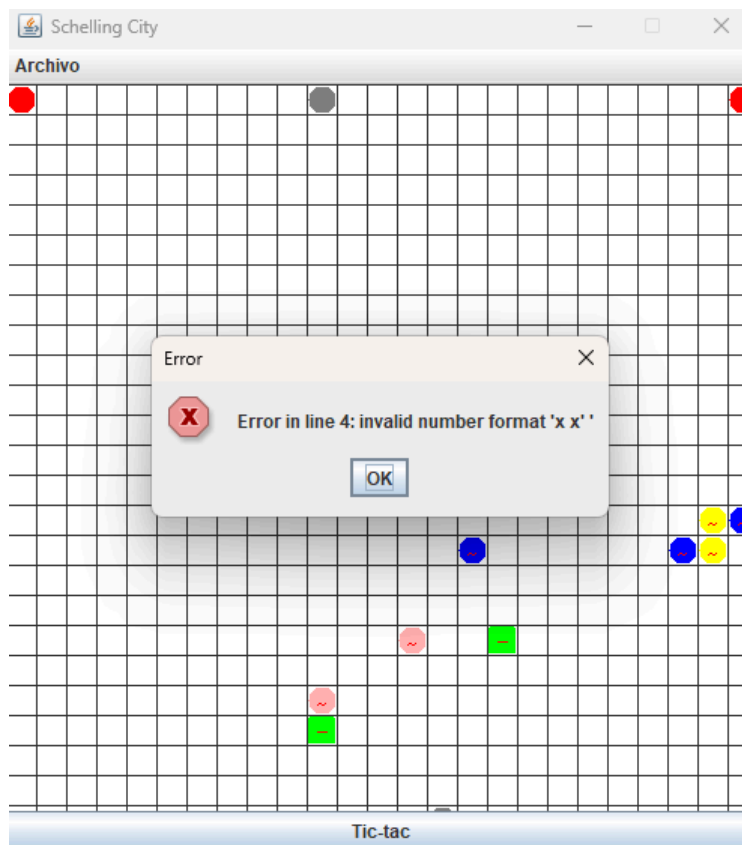 Schelling City
Archivo
Error
Error in line 4: invalid number format 'x x' '
OK
~
~ ~
~ ~ ~
~ –
~
–
Tic-tac